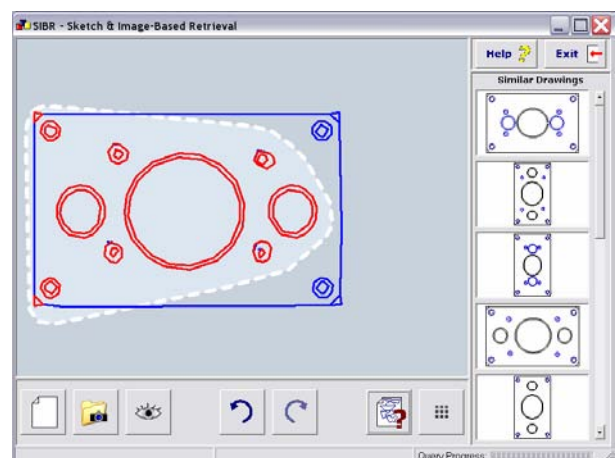 SIBR - Sketch & Image-Based Retrieval
Help Exit
Similar Drawings
?
Query Progress: